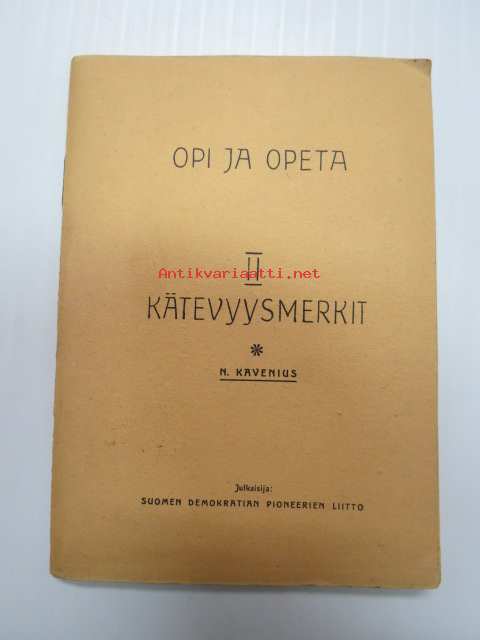 OPI JA OPETA
II
Antikvariaatti.net
KÄTEVYYSMERKIT
N. KAVENIUS
Julkaisija:
SUOMEN DEMOKRATIAN PIONEERIEN LIITTO